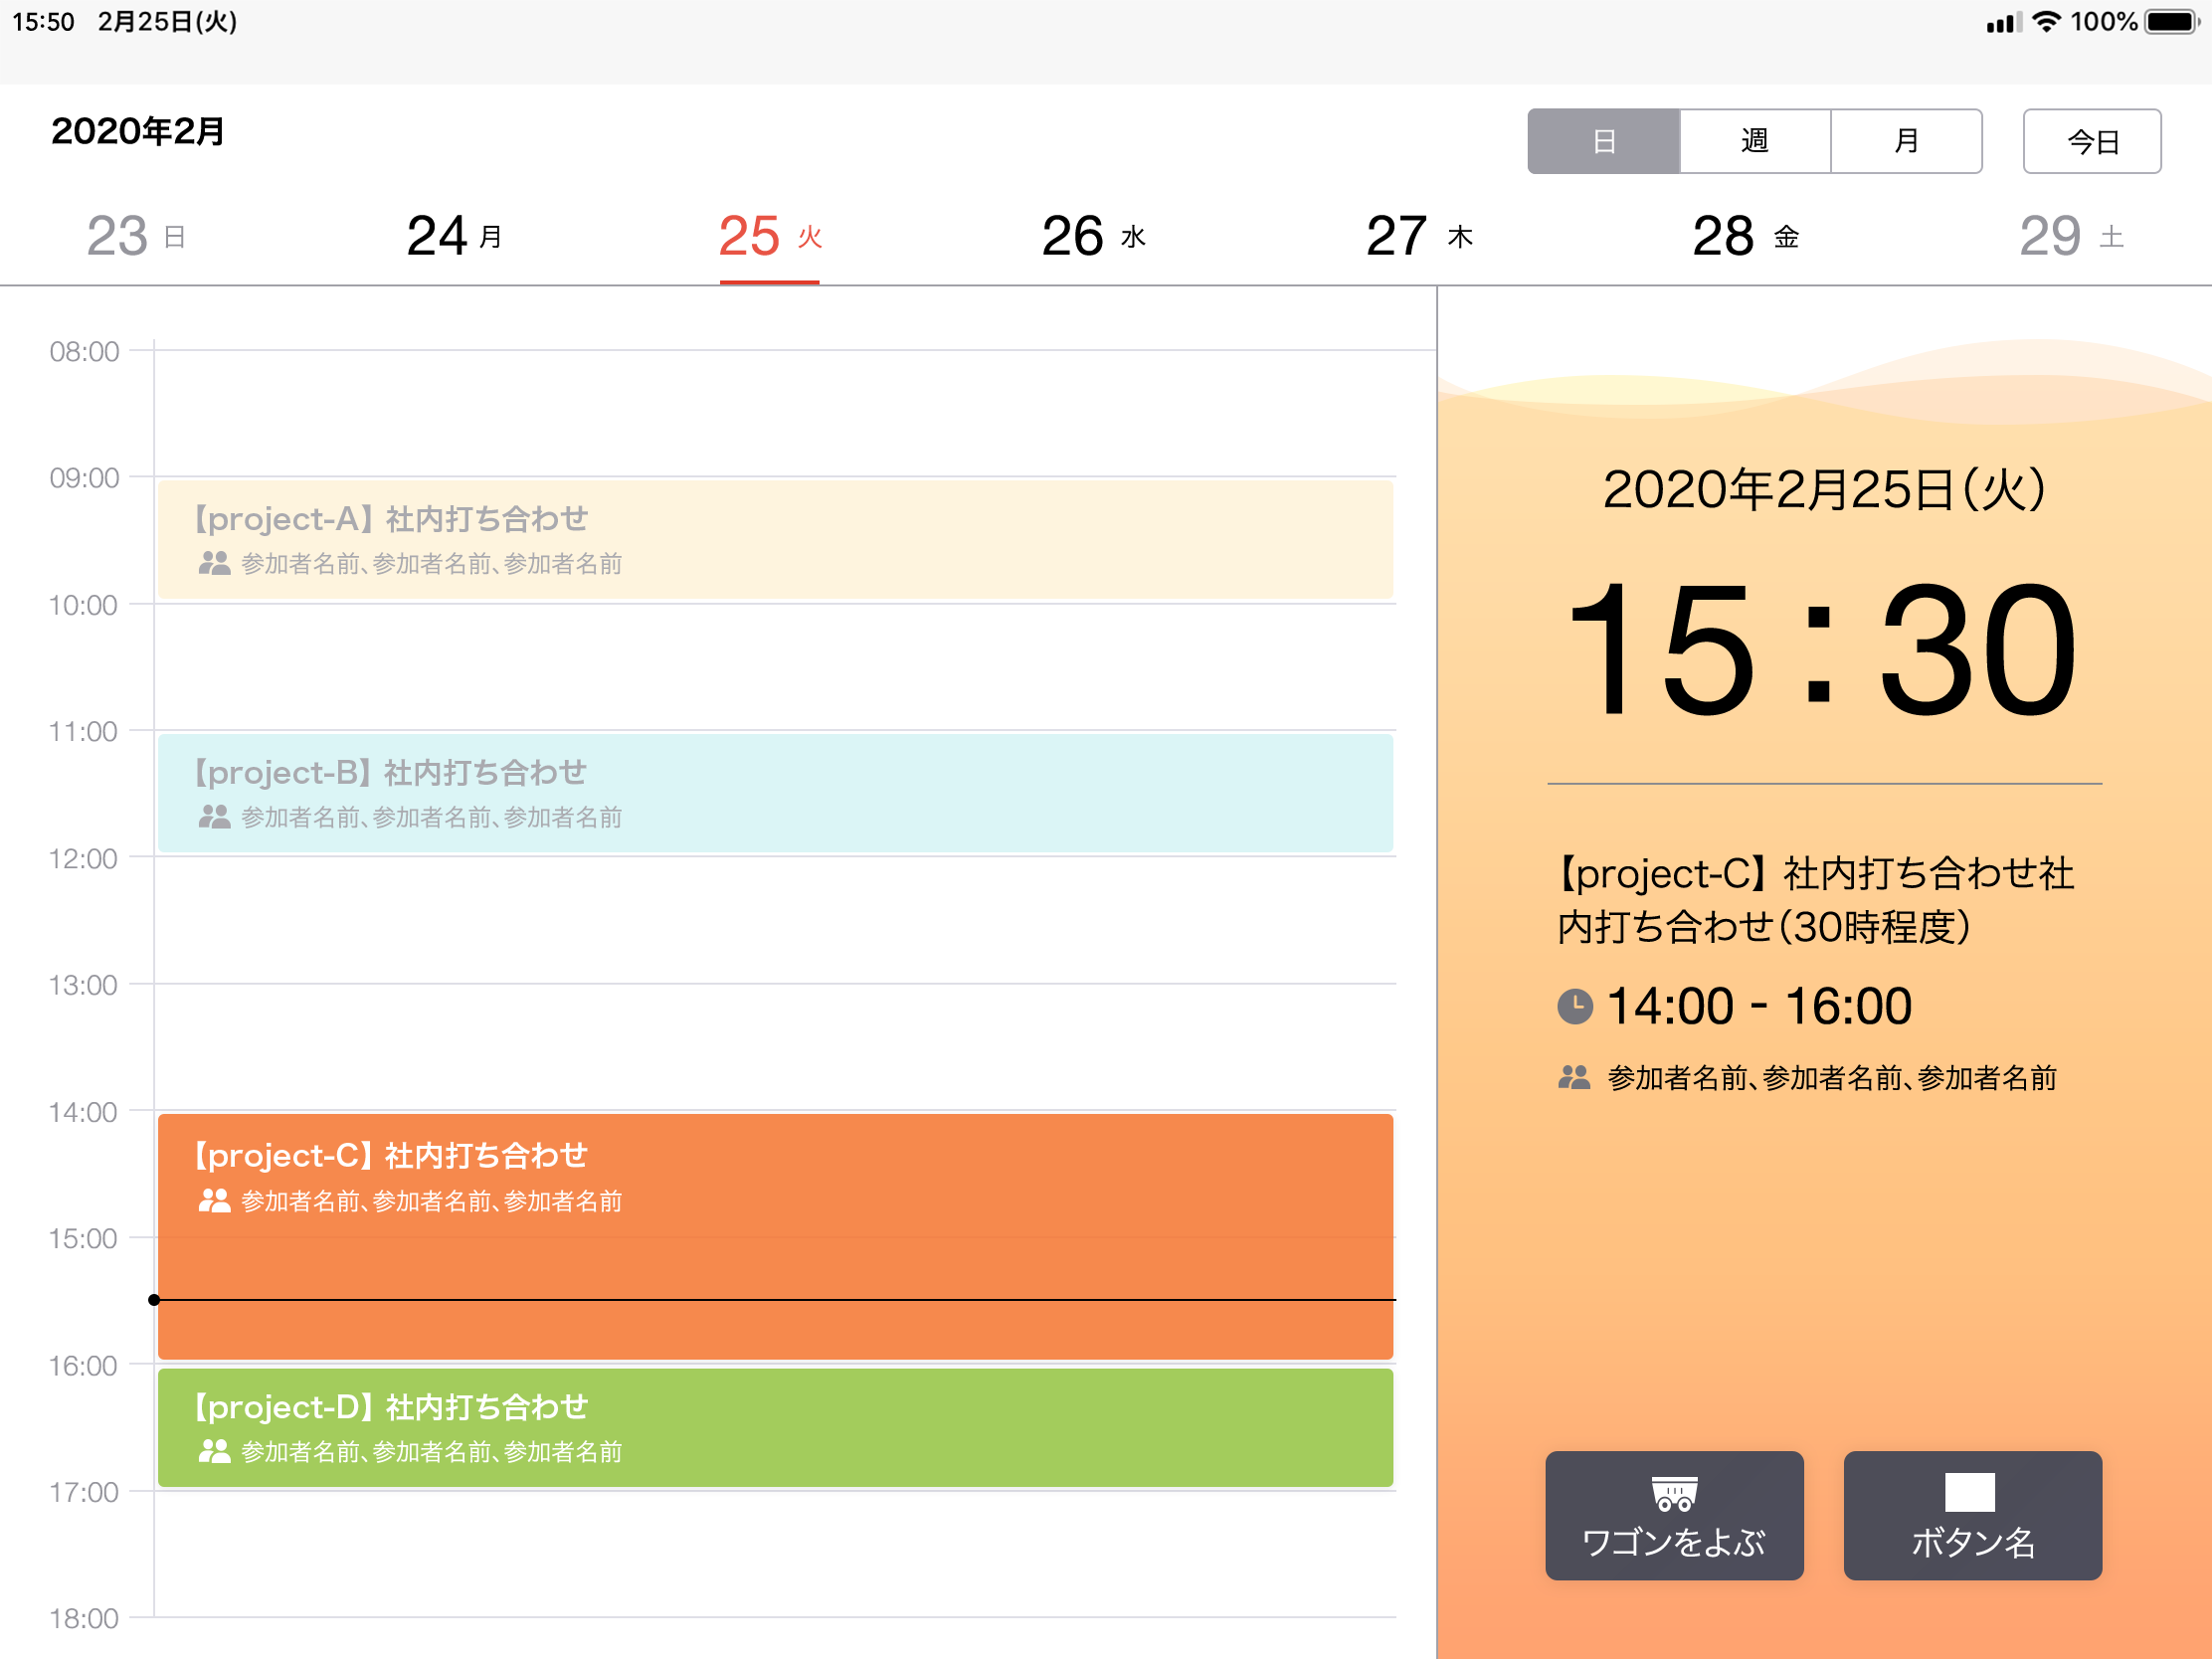 15:50 2月25日(火)
100%
2020年2月
日 週 月 今日
23 日 24 月 25 火 26 水 27 木 28 金 29 土
08:00
09:00
【project-A】 社内打ち合わせ
参加者名前、参加者名前、参加者名前
10:00
11:00
【project-B】 社内打ち合わせ
参加者名前、参加者名前、参加者名前
12:00
13:00
14:00
【project-C】 社内打ち合わせ
参加者名前、参加者名前、参加者名前
15:00
16:00
【project-D】 社内打ち合わせ
参加者名前、参加者名前、参加者名前
17:00
18:00
2020年2月25日（火）
15:30
【project-C】 社内打ち合わせ社
内打ち合わせ（30時程度）
14:00 - 16:00
参加者名前、参加者名前、参加者名前
ワゴンをよぶ
ボタン名